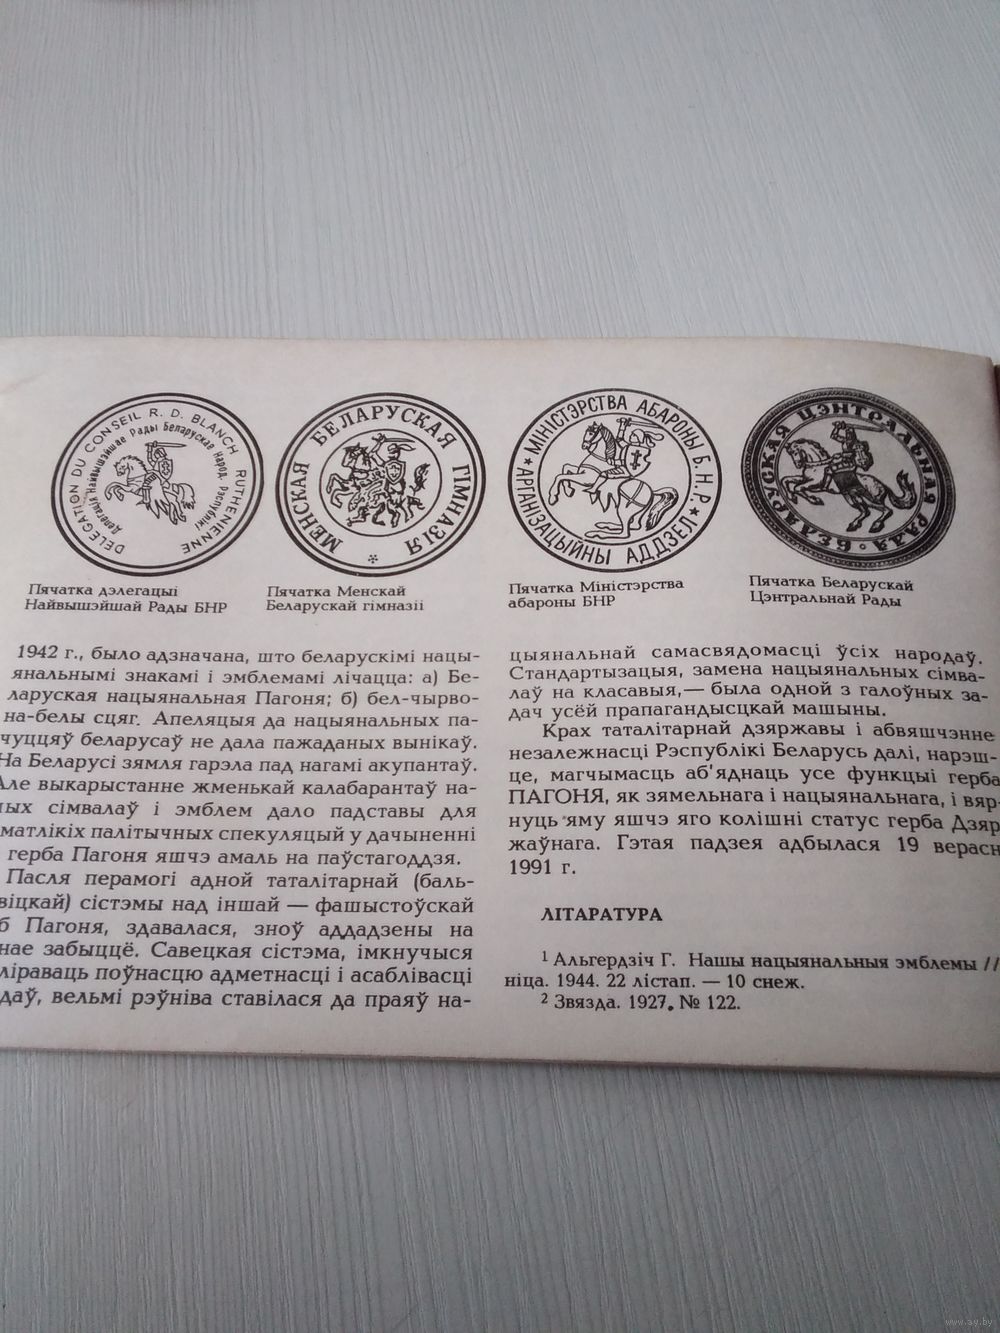 DELEGATION DU CONSEIL R. D. BLANCH RUTHENIENNE
Делегацыя Найвышэйшае Рады Беларускае Народ. Рэспублікі
МЕНСКАЯ БЕЛАРУСКАЯ ГІМНАЗІЯ
★ МІНІСТЭРСТВА АБАРОНЫ Б.Н.Р. ★
АРГАНІЗАЦЫЙНЫ АДДЗЕЛ
БЕЛАРУСКАЯ ЦЭНТРАЛЬНАЯ РАДА
Пячатка дэлегацыі
Найвышэйшай Рады БНР
Пячатка Менскай
Беларускай гімназіі
Пячатка Міністэрства
абароны БНР
Пячатка Беларускай
Цэнтральнай Рады
1942 г., было адзначана, што беларускімі нацы-
янальнымі знакамі і эмблемамі лічацца: а) Бе-
ларуская нацыянальная Пагоня; б) бел-чырво-
на-белы сцяг. Апеляцыя да нацыянальных па-
чуццяў беларусаў не дала пажаданых вынікаў.
На Беларусі зямля гарэла пад нагамі акупантаў.
Але выкарыстанне жменькай калабарантаў на-
ных сімвалаў і эмблем дало падставы для
матлікіх палітычных спекуляцый у дачыненні
герба Пагоня яшчэ амаль на паўстагоддзя.
Пасля перамогі адной таталітарнай (баль-
віцкай) сістэмы над іншай — фашыстоўскай
б Пагоня, здавалася, зноў аддадзены на
нае забыццё. Савецкая сістэма, імкнучыся
ліраваць поўнасцю адметнасці і асаблівасці
даў, вельмі рэўніва ставілася да праяў на-
цыянальнай самасвядомасці ўсіх народаў.
Стандартызацыя, замена нацыянальных сімва-
лаў на класавыя,— была одной з галоўных за-
дач усёй прапагандысцкай машыны.
Крах таталітарнай дзяржавы і абвяшчэнне
незалежнасці Рэспублікі Беларусь далі, нарэш-
це, магчымасць аб'яднаць усе функцыі герба
ПАГОНЯ, як зямельнага і нацыянальнага, і вяр-
нуць яму яшчэ яго колішні статус герба Дзяр
жаўнага. Гэтая падзея адбылася 19 верасн
1991 г.
ЛІТАРАТУРА
1 Альгердзіч Г. Нашы нацыянальныя эмблемы //
ніца. 1944. 22 лістап. — 10 снеж.
2 Звязда. 1927. № 122.
www.ay.by